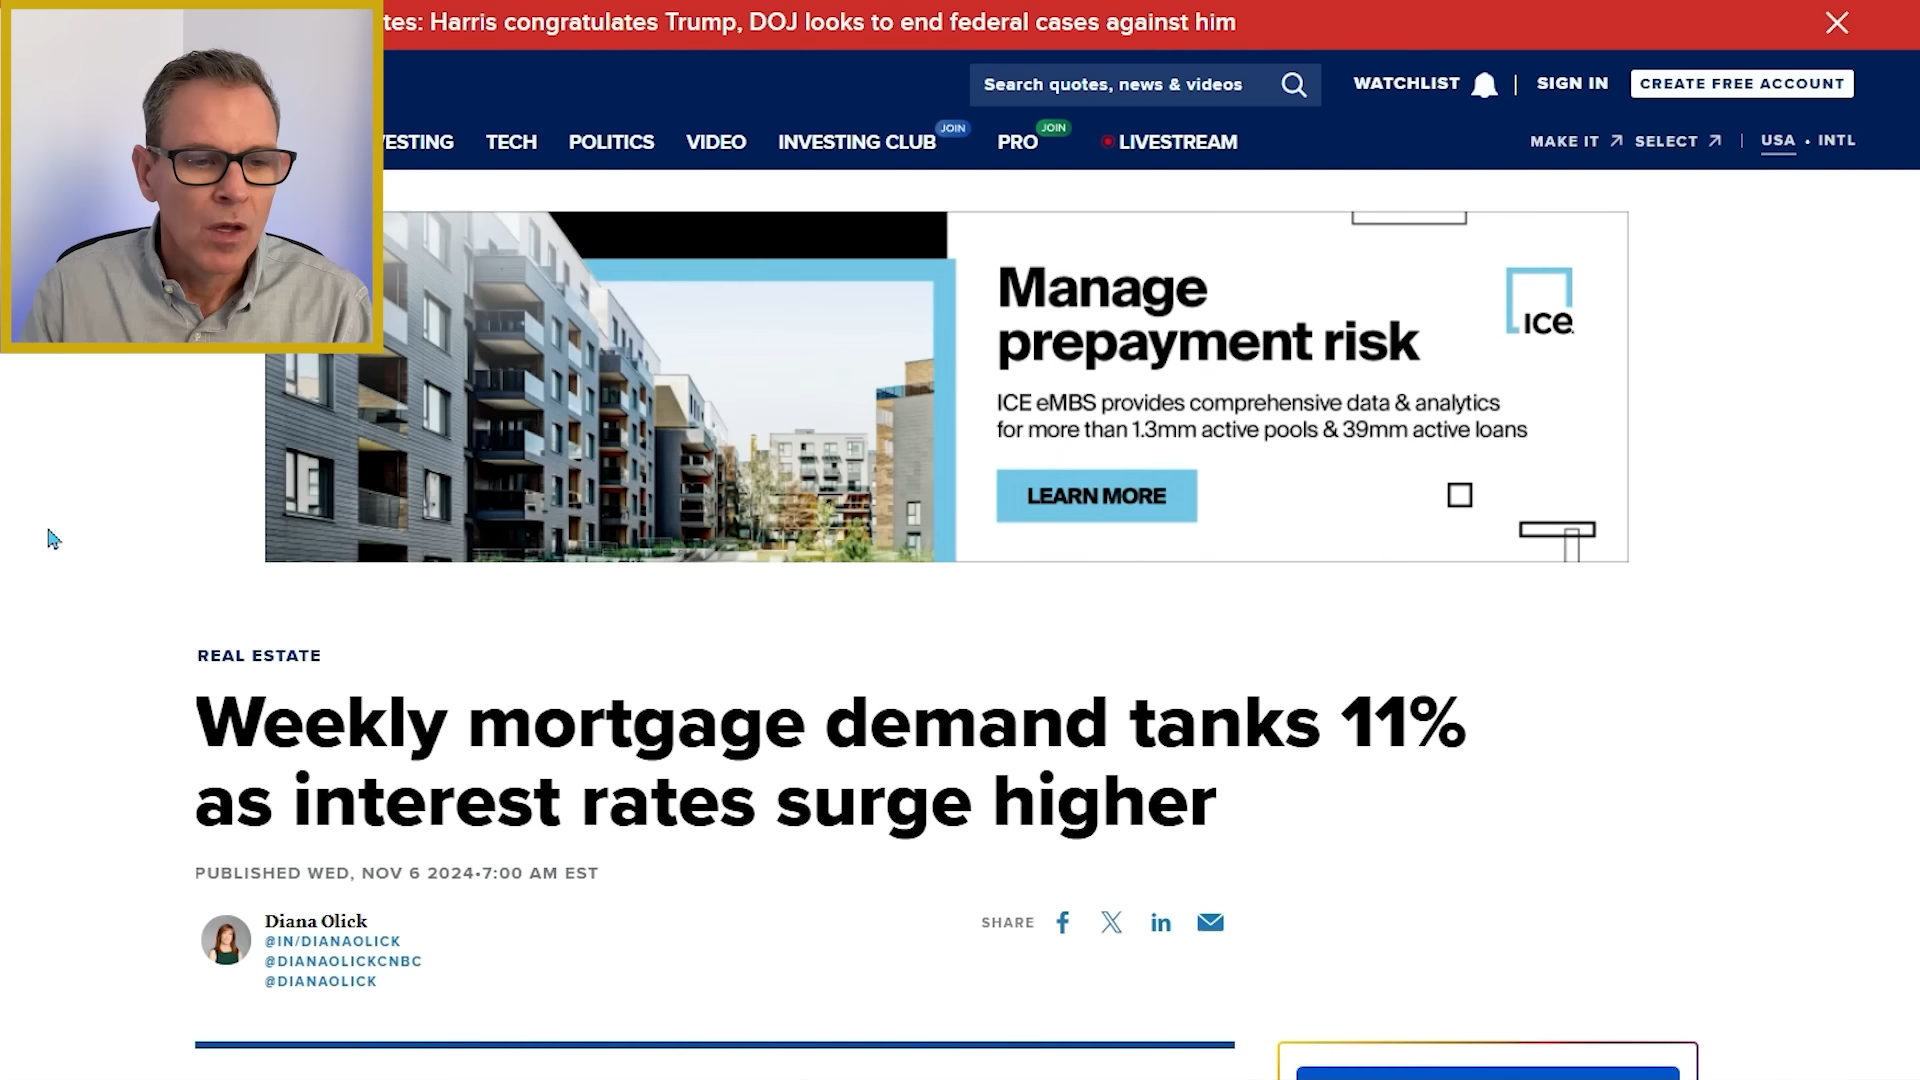 tes: Harris congratulates Trump, DOJ looks to end federal cases against him
Search quotes, news & videos
WATCHLIST
SIGN IN
CREATE FREE ACCOUNT
ESTING
TECH
POLITICS
VIDEO
INVESTING CLUB
JOIN
PRO
JOIN
LIVESTREAM
MAKE IT
SELECT
USA • INTL
Manage
prepayment risk
ICE
ICE eMBS provides comprehensive data & analytics
for more than 1.3mm active pools & 39mm active loans
LEARN MORE
REAL ESTATE
Weekly mortgage demand tanks 11%
as interest rates surge higher
PUBLISHED WED, NOV 6 2024•7:00 AM EST
Diana Olick
@IN/DIANAOLICK
@DIANAOLICKCNBC
@DIANAOLICK
SHARE